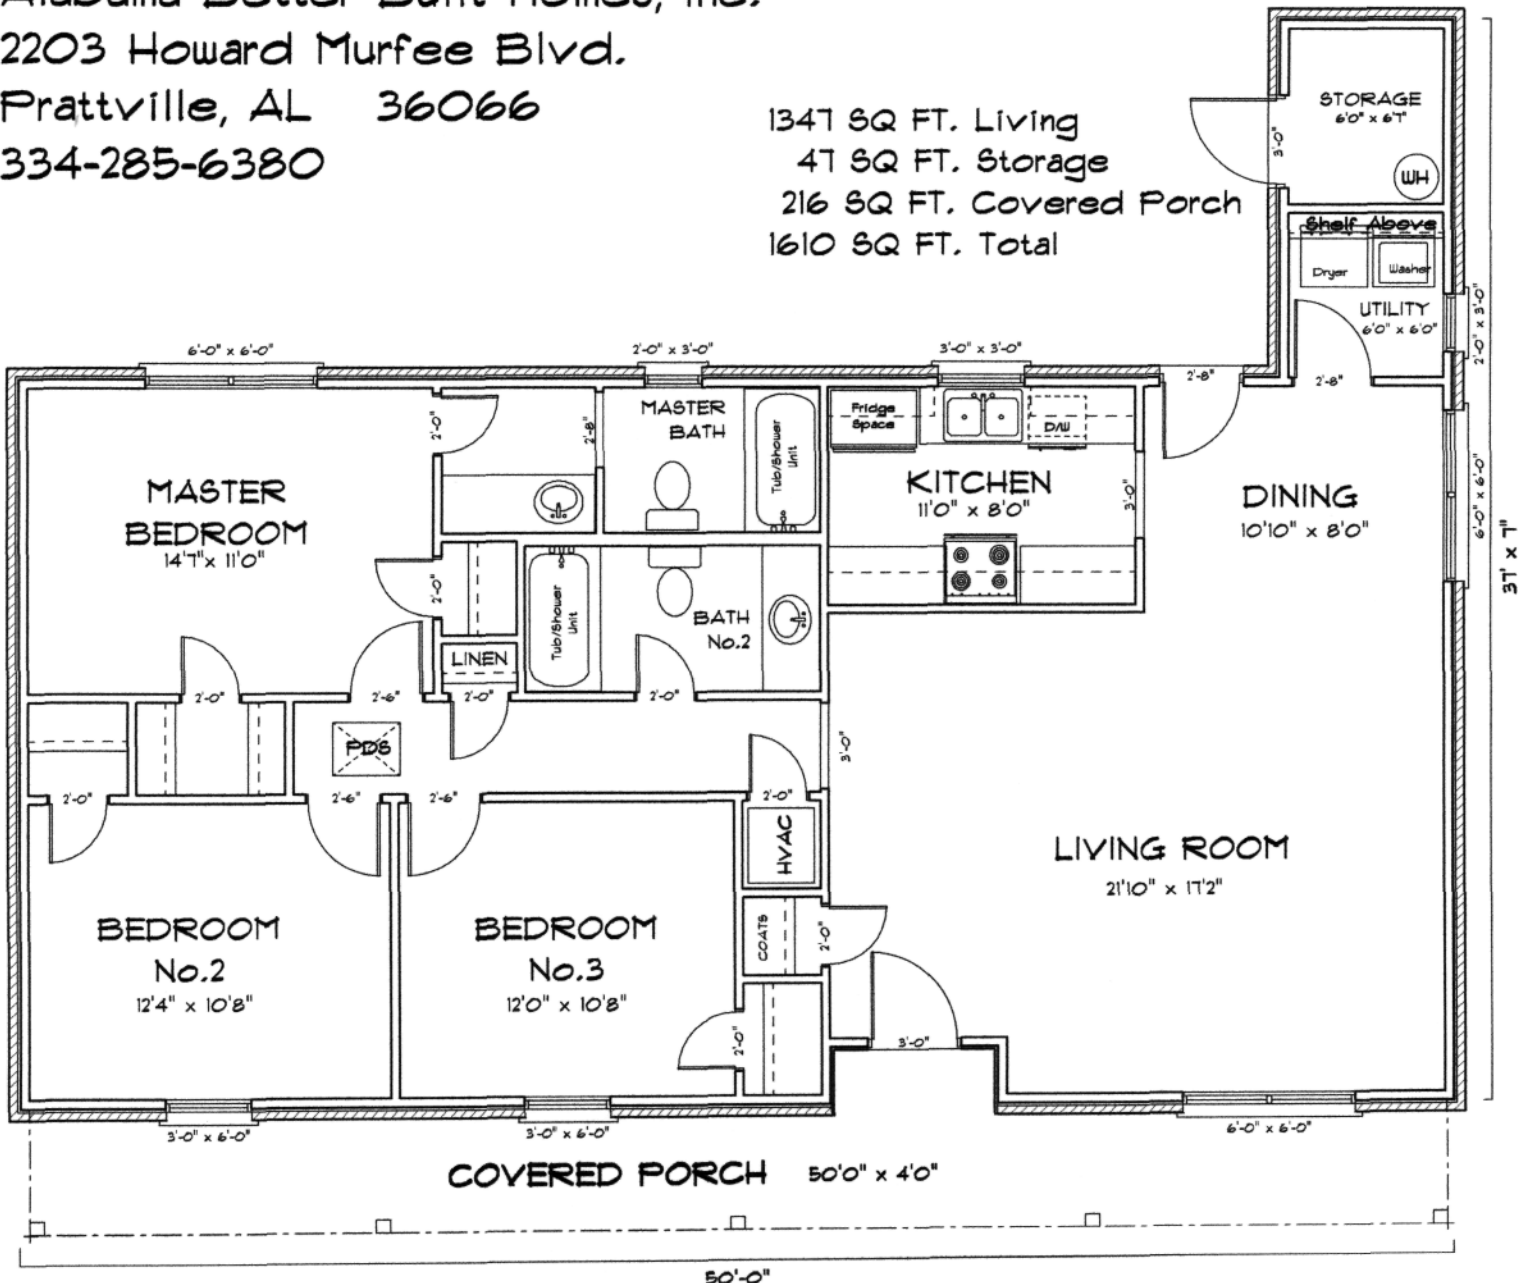 Alabama Better Built Homes, Inc.
2203 Howard Murfee Blvd.
Prattville, AL 36066
334-285-6380
1347 SQ FT. Living
47 SQ FT. Storage
216 SQ FT. Covered Porch
1610 SQ FT. Total
STORAGE
6'0" x 6'7"
3'-0"
WH
Shelf Above
Dryer
Washer
UTILITY
6'0" x 6'0"
2'-0" x 3'-0"
2'-8"
2'-8"
6'-0" x 6'-0"
2'-0" x 3'-0"
3'-0" x 3'-0"
MASTER
BEDROOM
14'7" x 11'0"
2'-0"
2'-8"
MASTER
BATH
Tub/Shower
Unit
Fridge
Space
D/W
KITCHEN
11'0" x 8'0"
3'-0"
DINING
10'10" x 8'0"
6'-0" x 6'-0"
37' x 7"
2'-0"
Tub/Shower
Unit
BATH
No.2
LINEN
2'-0"
2'-6"
2'-0"
2'-0"
PDS
3'-0"
2'-0"
2'-6"
2'-6"
2'-0"
HVAC
LIVING ROOM
21'10" x 17'2"
BEDROOM
No.2
12'4" x 10'8"
BEDROOM
No.3
12'0" x 10'8"
COATS
2'-0"
2'-0"
3'-0"
3'-0" x 6'-0"
3'-0" x 6'-0"
6'-0" x 6'-0"
COVERED PORCH 50'0" x 4'0"
50'-0"